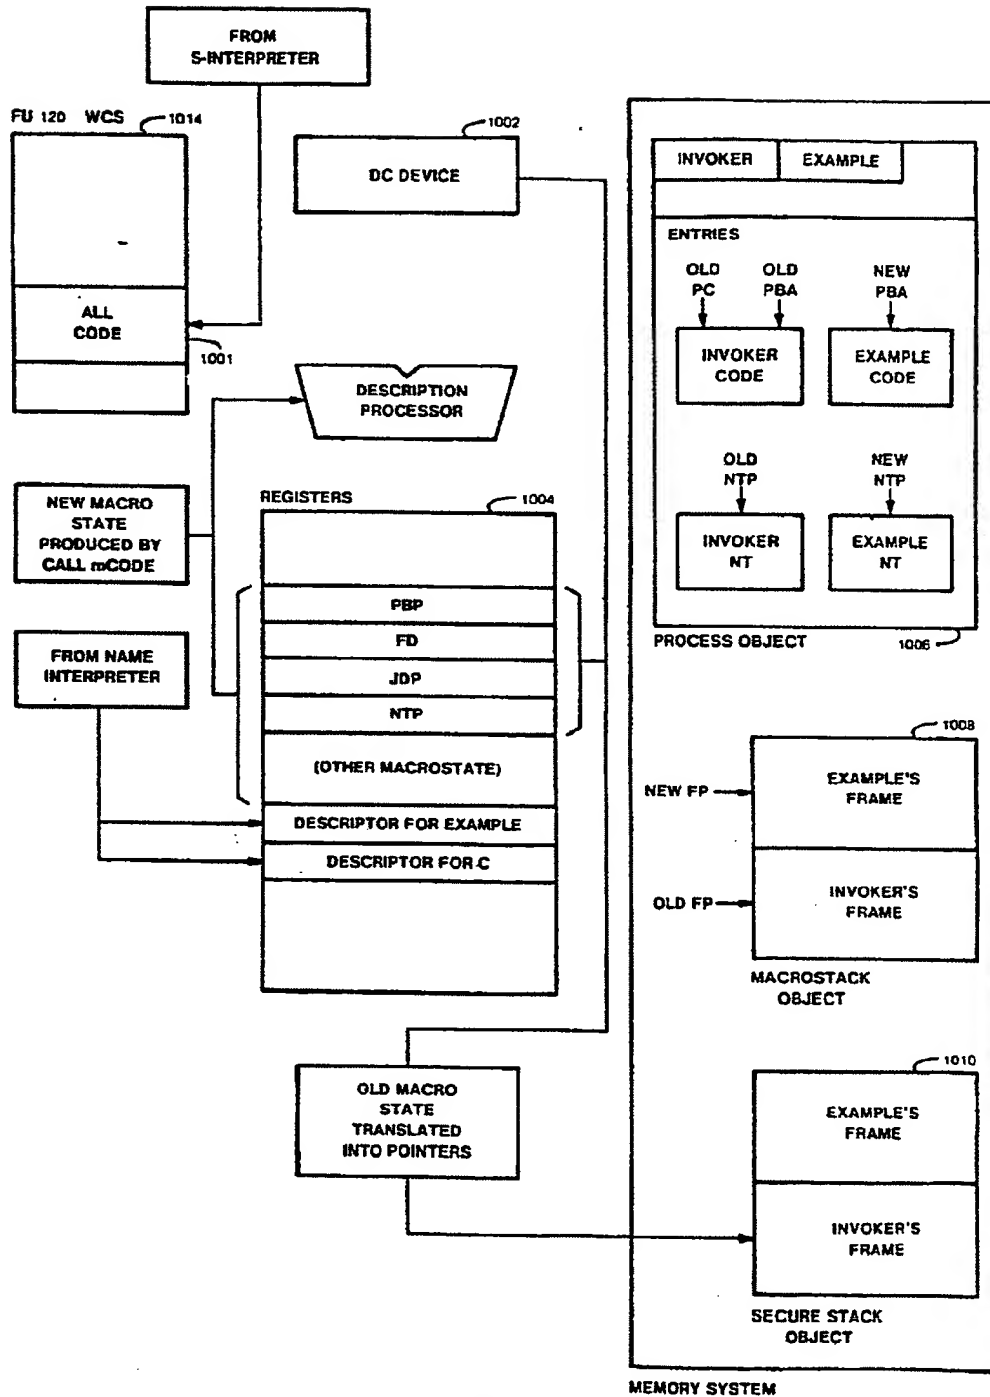 FROM
S-INTERPRETER
FU 120 WCS
1014
1002
DC DEVICE
ALL
CODE
1001
DESCRIPTION
PROCESSOR
NEW MACRO
STATE
PRODUCED BY
CALL mCODE
REGISTERS
1004
PBP
FD
JDP
NTP
(OTHER MACROSTATE)
DESCRIPTOR FOR EXAMPLE
DESCRIPTOR FOR C
FROM NAME
INTERPRETER
OLD MACRO
STATE
TRANSLATED
INTO POINTERS
INVOKER
EXAMPLE
ENTRIES
OLD
PC
OLD
PBA
NEW
PBA
INVOKER
CODE
EXAMPLE
CODE
OLD
NTP
NEW
NTP
INVOKER
NT
EXAMPLE
NT
PROCESS OBJECT
1006
1008
NEW FP
EXAMPLE'S
FRAME
OLD FP
INVOKER'S
FRAME
MACROSTACK
OBJECT
1010
EXAMPLE'S
FRAME
INVOKER'S
FRAME
SECURE STACK
OBJECT
MEMORY SYSTEM